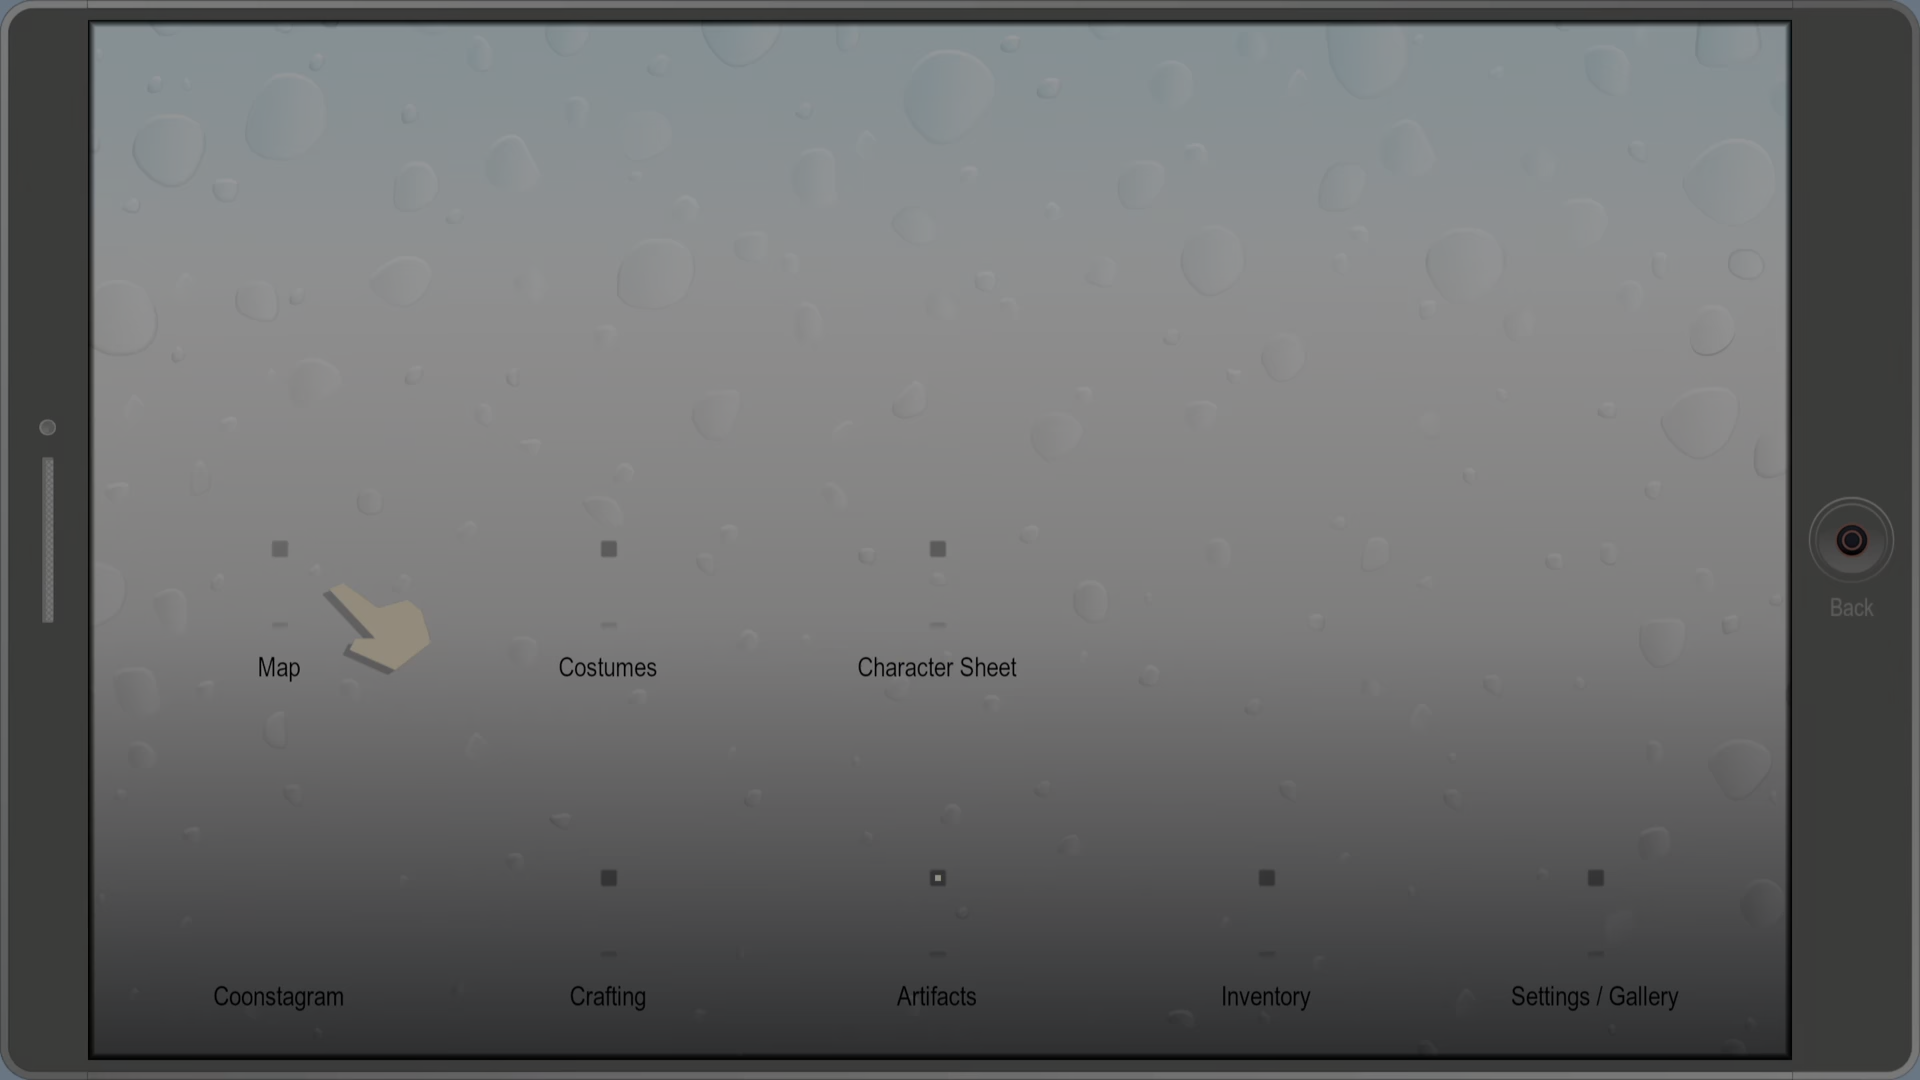 Back
Map
Costumes
Character Sheet
Coonstagram
Crafting
Artifacts
Inventory
Settings / Gallery